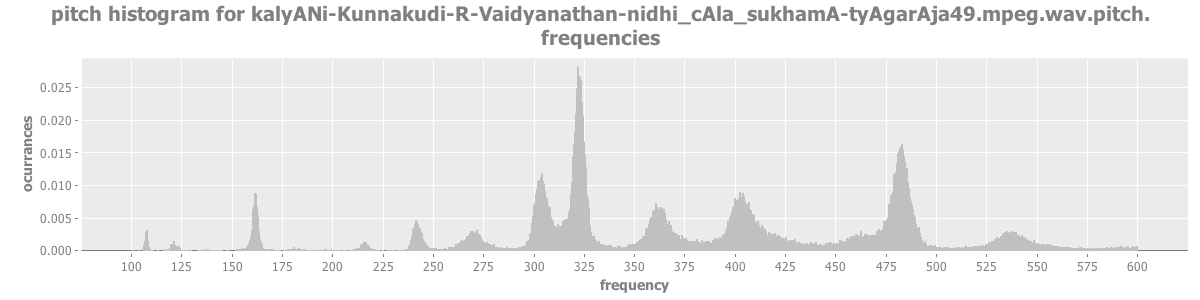 pitch histogram for kalyANi-Kunnakudi-R-Vaidyanathan-nidhi_cAla_sukhamA-tyAgarAja49.mpeg.wav.pitch.
frequencies
0.025
0.020
0.015
0.010
0.005
0.000
ocurrances
100 125 150 175 200 225 250 275 300 325 350 375 400 425 450 475 500 525 550 575 600
frequency